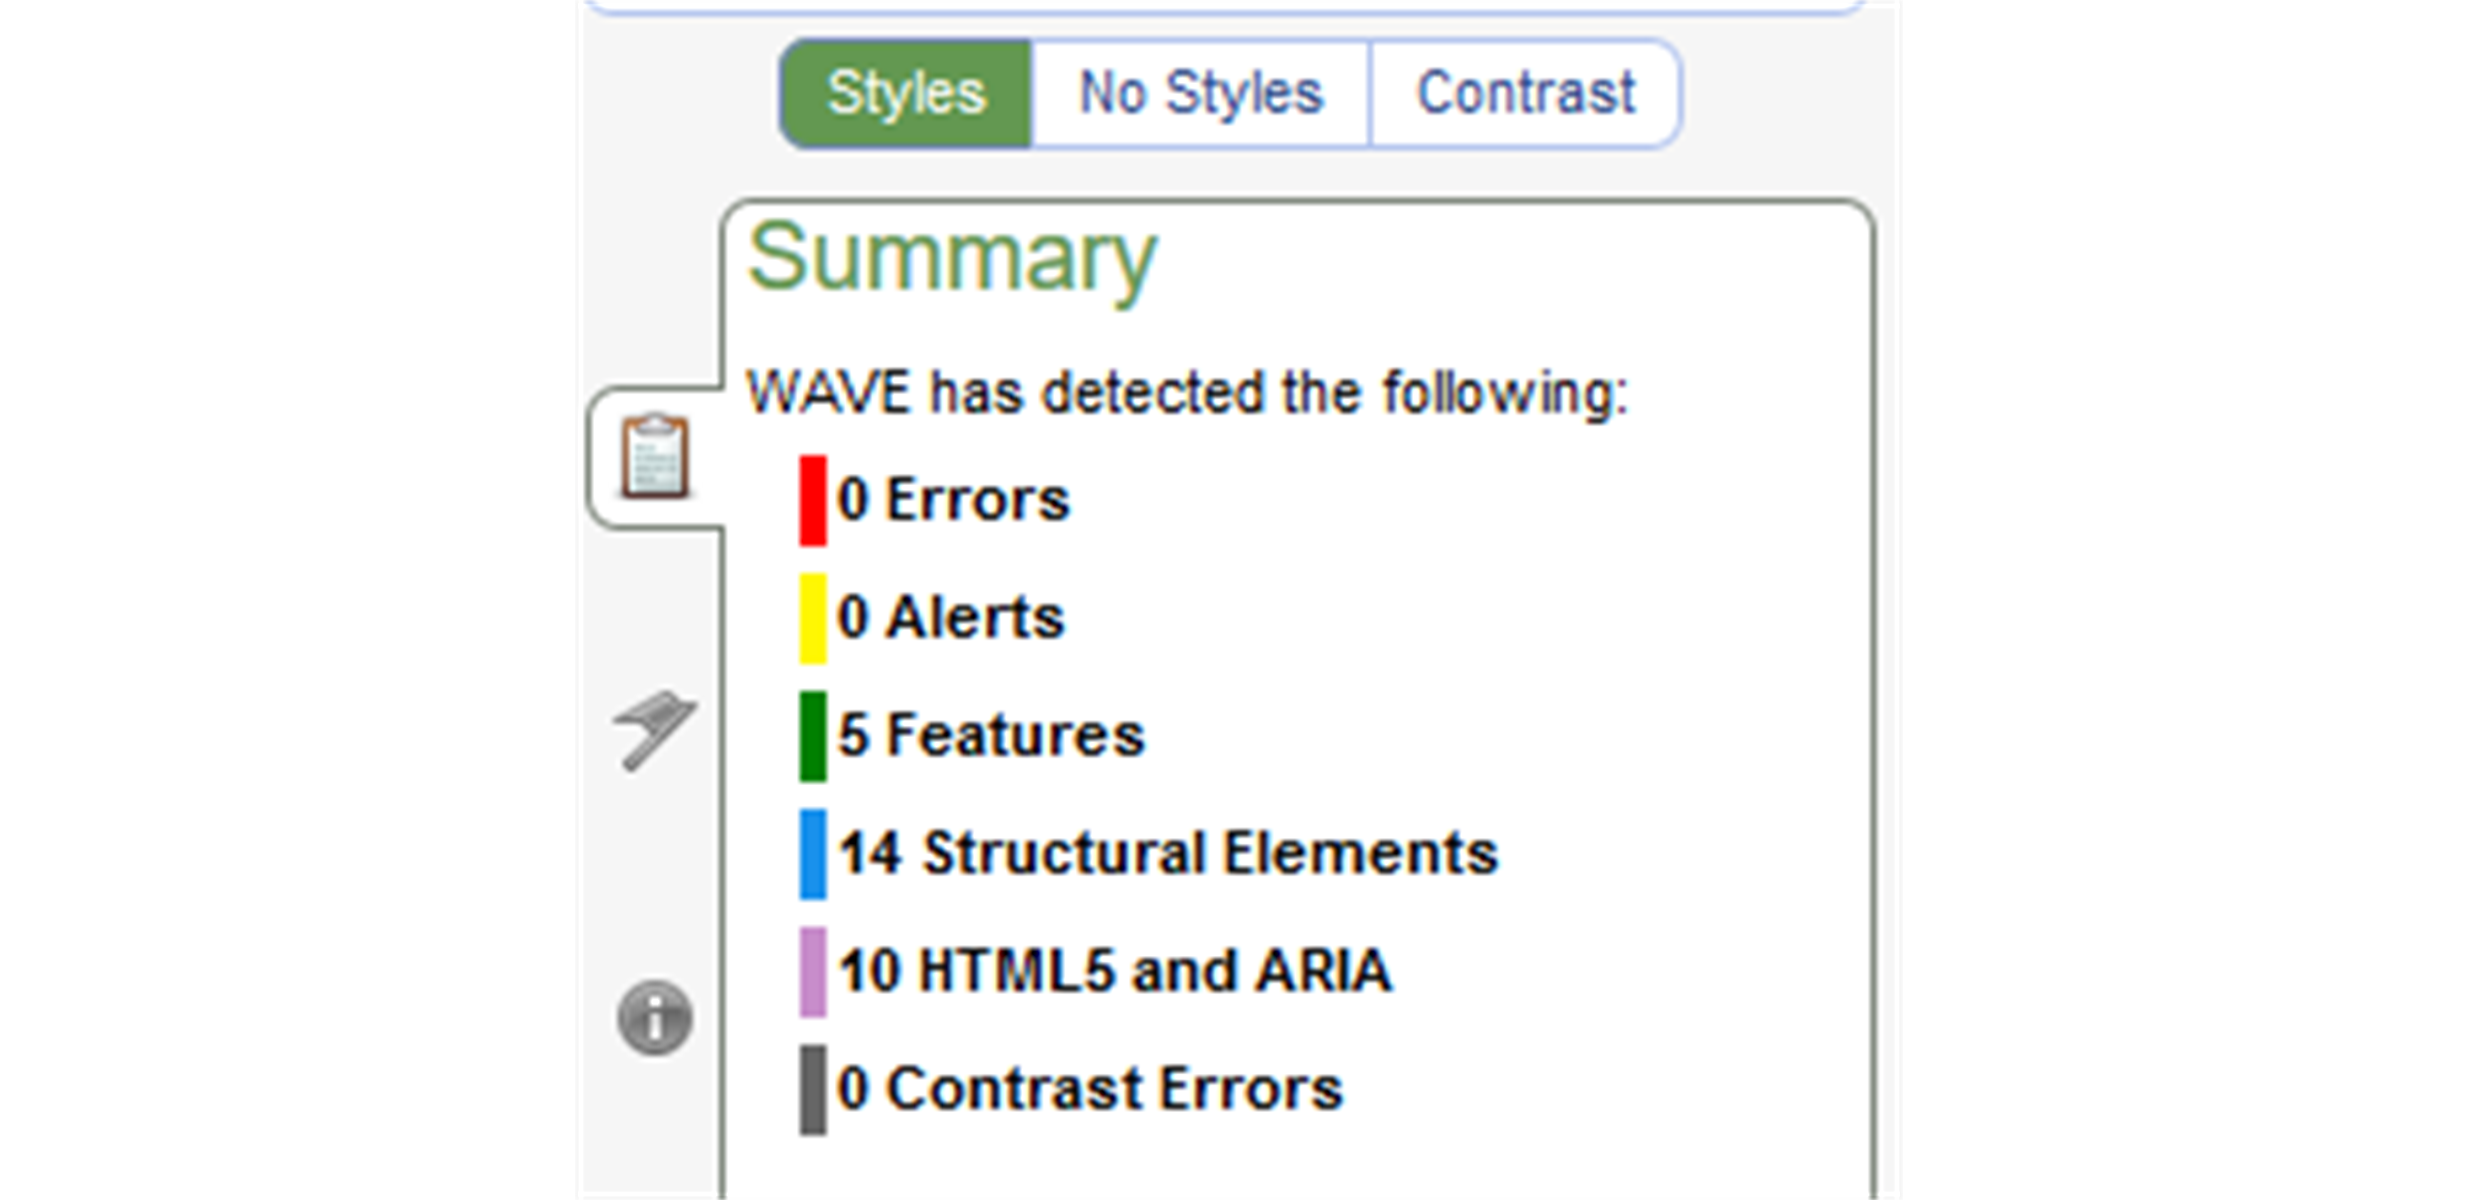 Styles No Styles Contrast
Summary
WAVE has detected the following:
0 Errors
0 Alerts
5 Features
14 Structural Elements
10 HTML5 and ARIA
0 Contrast Errors